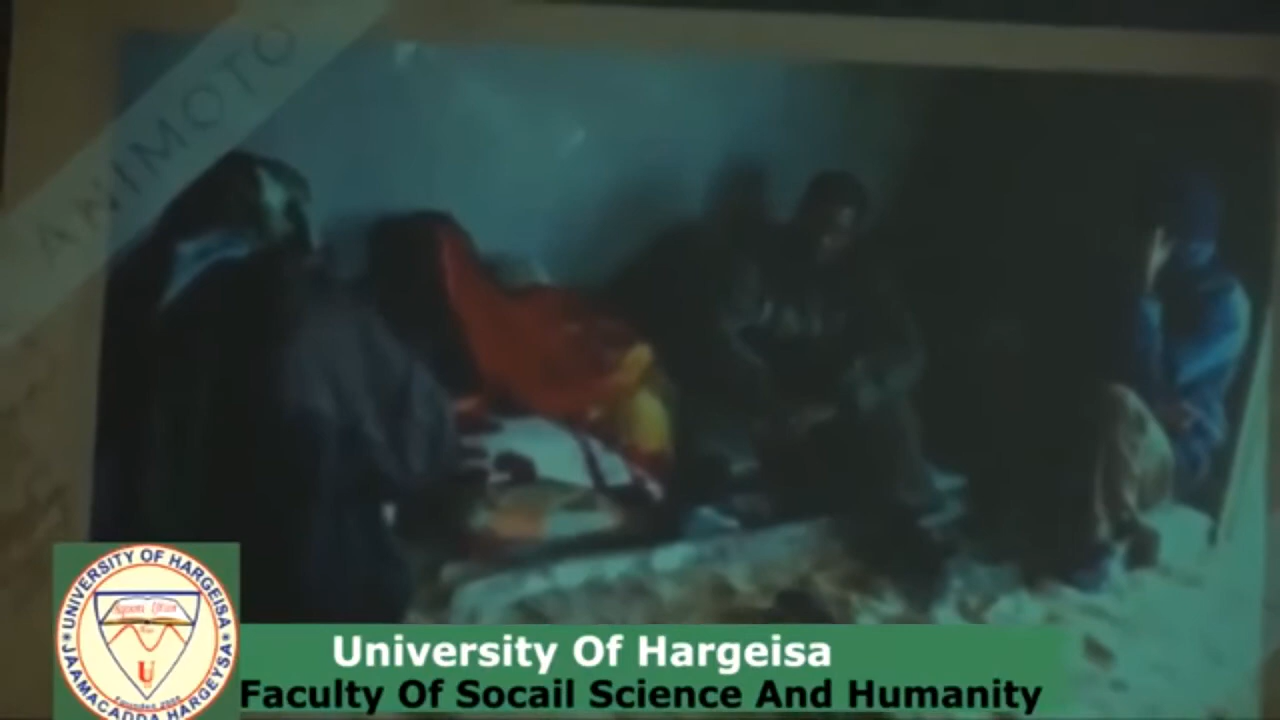 ANIMOTO
UNIVERSITY OF HARGEISA
U
JAAMACADDA HARGEYSA
University Of Hargeisa
Faculty Of Socail Science And Humanity